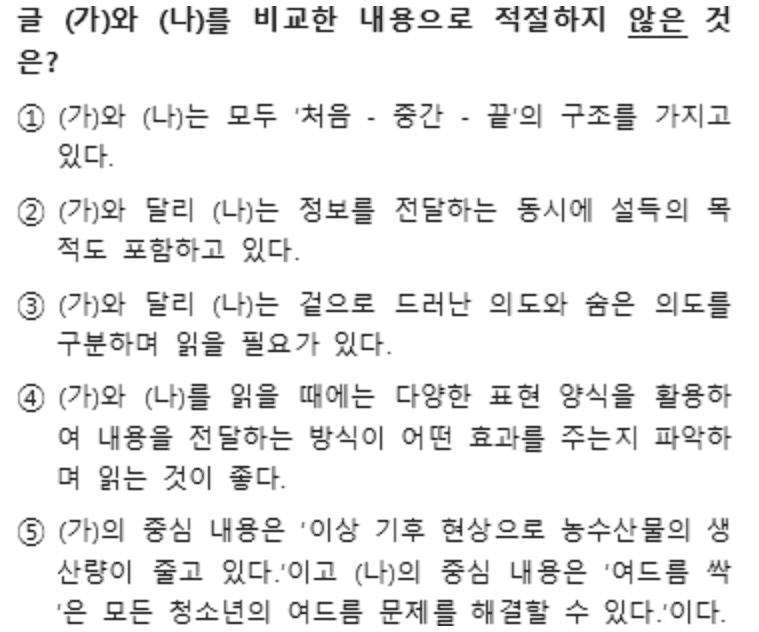 글 (가)와 (나)를 비교한 내용으로 적절하지 않은 것
은?
① (가)와 (나)는 모두 '처음 - 중간 - 끝'의 구조를 가지고
있다.
② (가)와 달리 (나)는 정보를 전달하는 동시에 설득의 목
적도 포함하고 있다.
③ (가)와 달리 (나)는 겉으로 드러난 의도와 숨은 의도를
구분하며 읽을 필요가 있다.
④ (가)와 (나)를 읽을 때에는 다양한 표현 양식을 활용하
여 내용을 전달하는 방식이 어떤 효과를 주는지 파악하
며 읽는 것이 좋다.
⑤ (가)의 중심 내용은 '이상 기후 현상으로 농수산물의 생
산량이 줄고 있다.'이고 (나)의 중심 내용은 '여드름 싹
'은 모든 청소년의 여드름 문제를 해결할 수 있다.'이다.